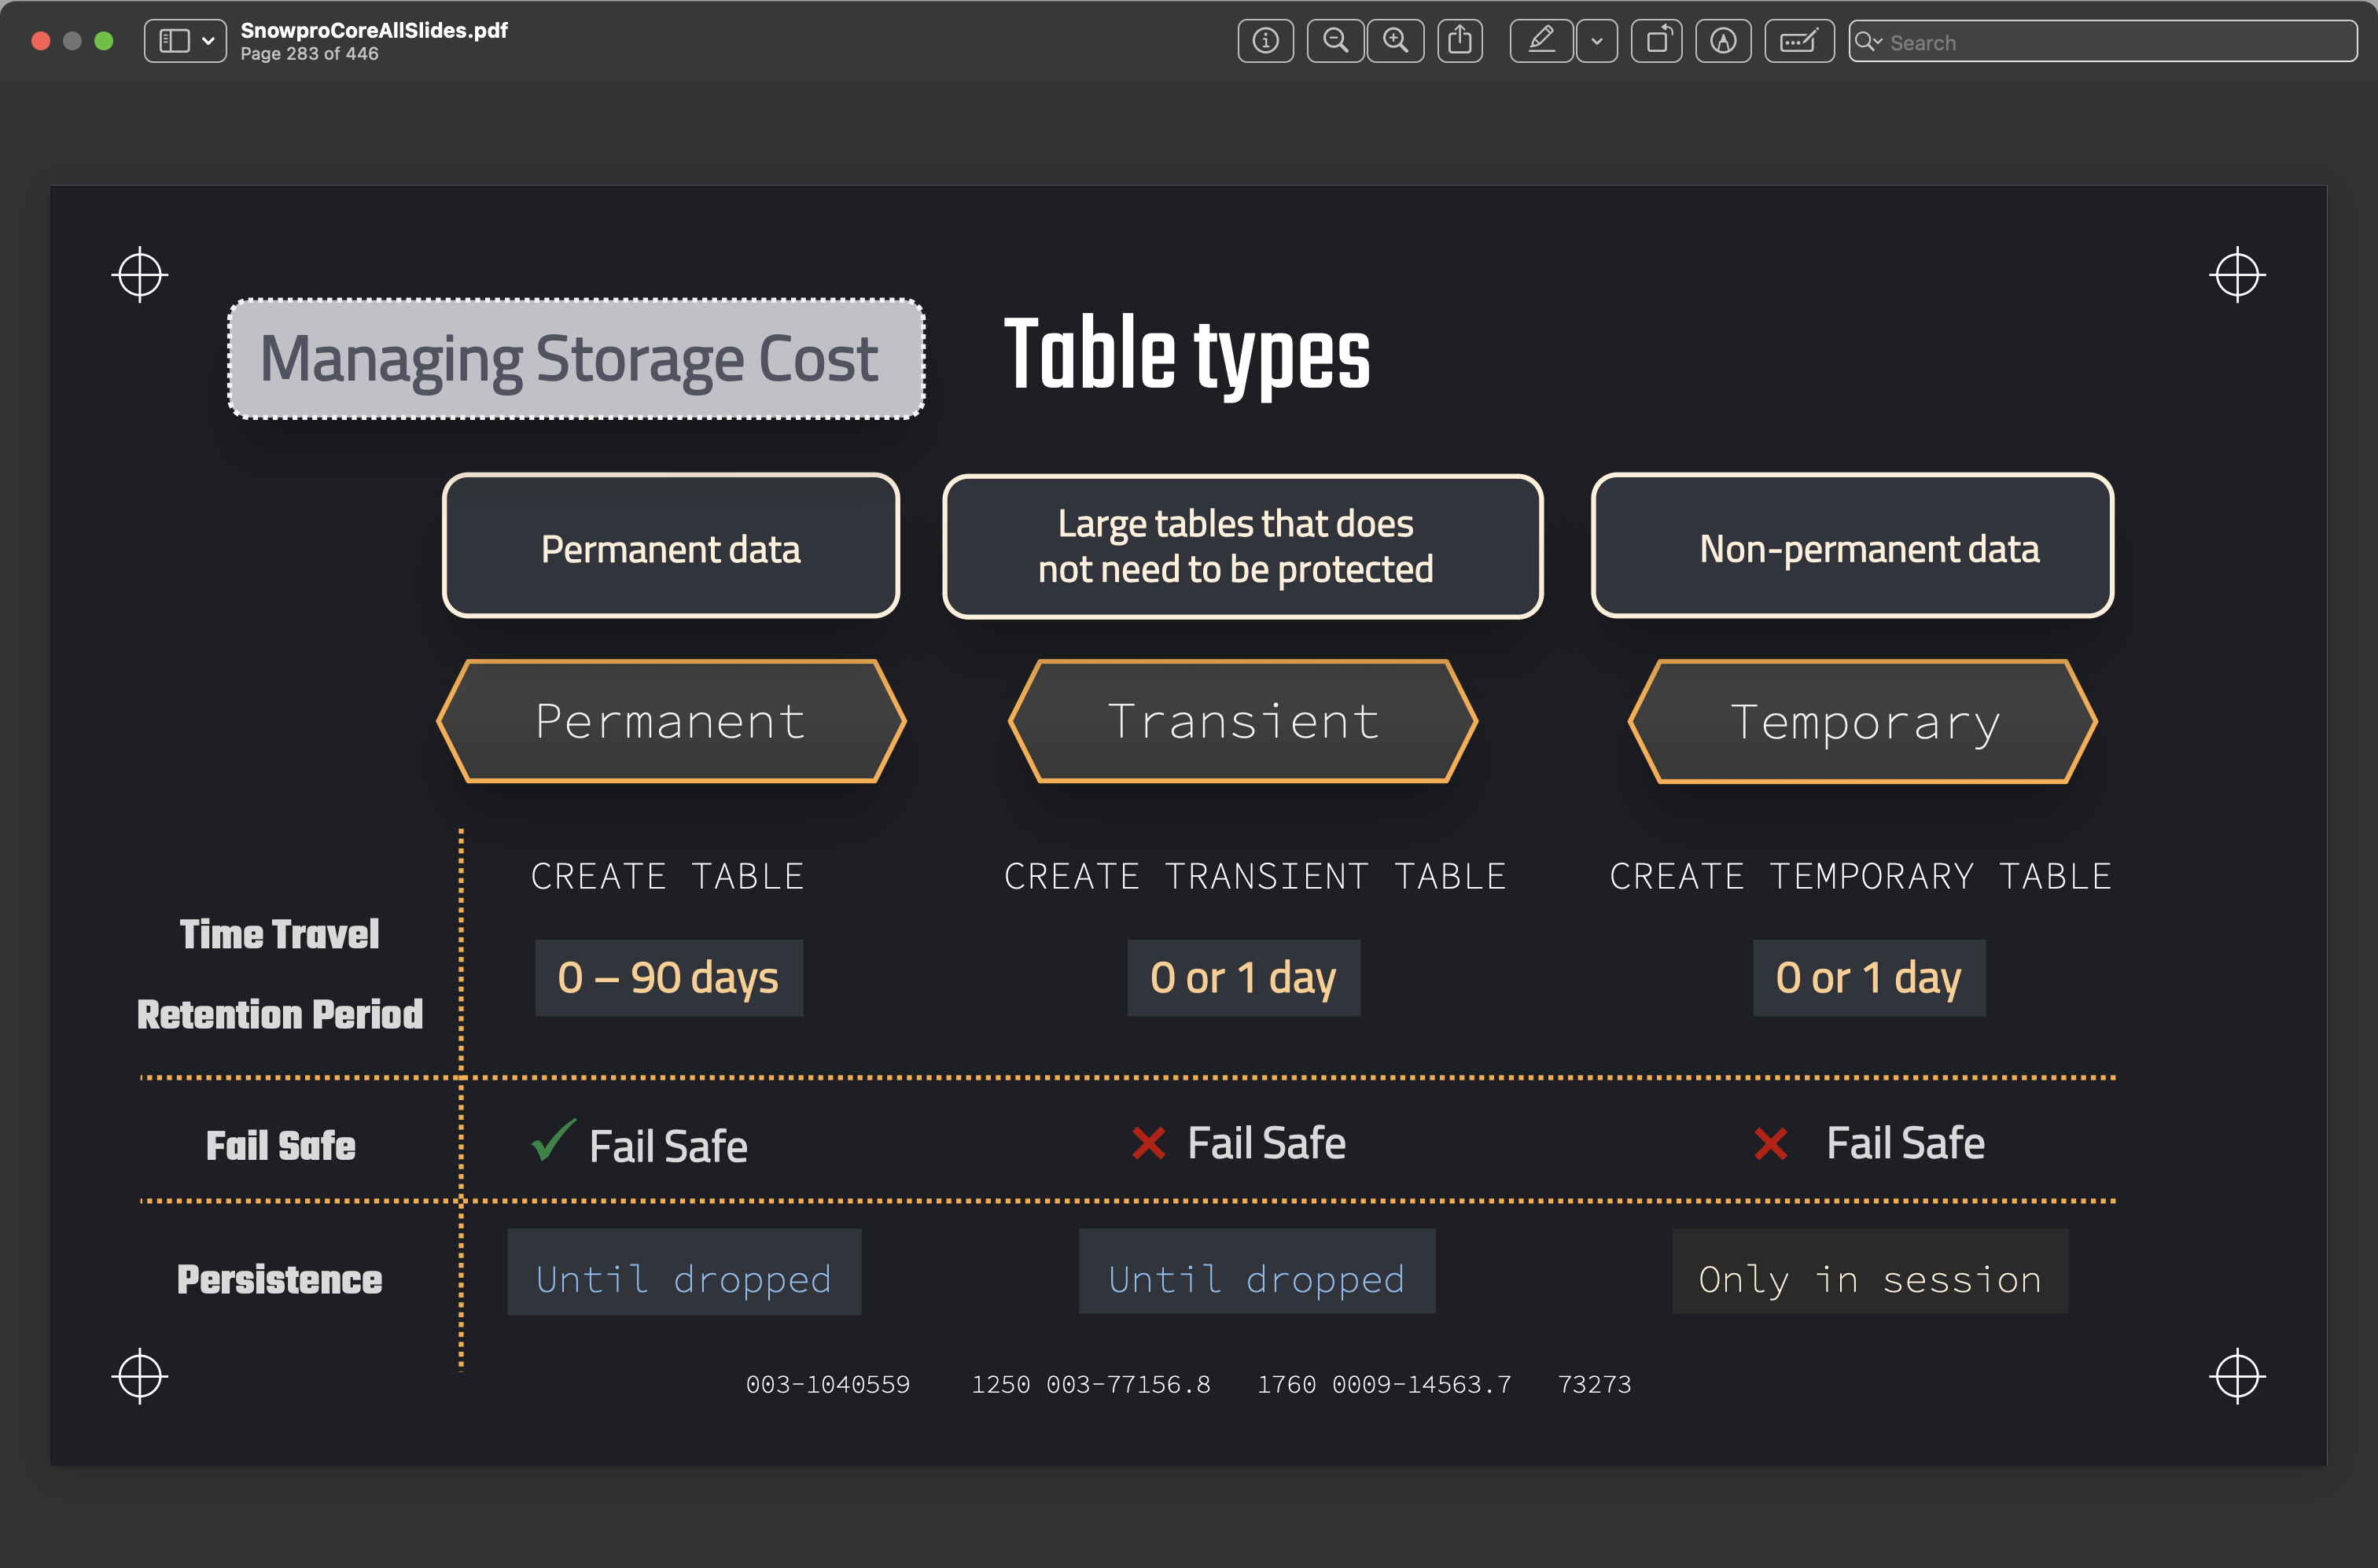 SnowproCoreAllSlides.pdf
Page 283 of 446
Search
Managing Storage Cost
Table types
Permanent data
Large tables that does
not need to be protected
Non-permanent data
Permanent
Transient
Temporary
CREATE TABLE
CREATE TRANSIENT TABLE
CREATE TEMPORARY TABLE
Time Travel
Retention Period
0 – 90 days
0 or 1 day
0 or 1 day
Fail Safe
Fail Safe
Fail Safe
Fail Safe
Persistence
Until dropped
Until dropped
Only in session
003-1040559 1250 003-77156.8 1760 0009-14563.7 73273